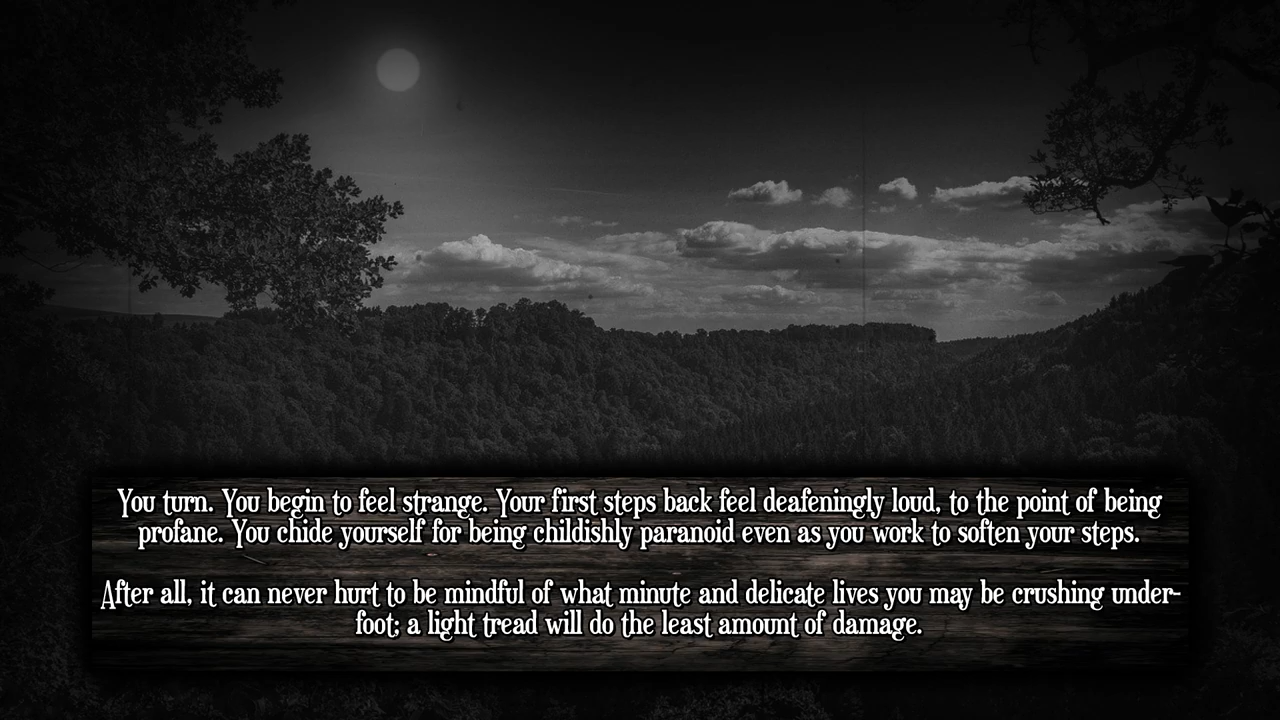 You turn. You begin to feel strange. Your first steps back feel deafeningly loud, to the point of being
profane. You chide yourself for being childishly paranoid even as you work to soften your steps.
After all, it can never hurt to be mindful of what minute and delicate lives you may be crushing under-
foot; a light tread will do the least amount of damage.